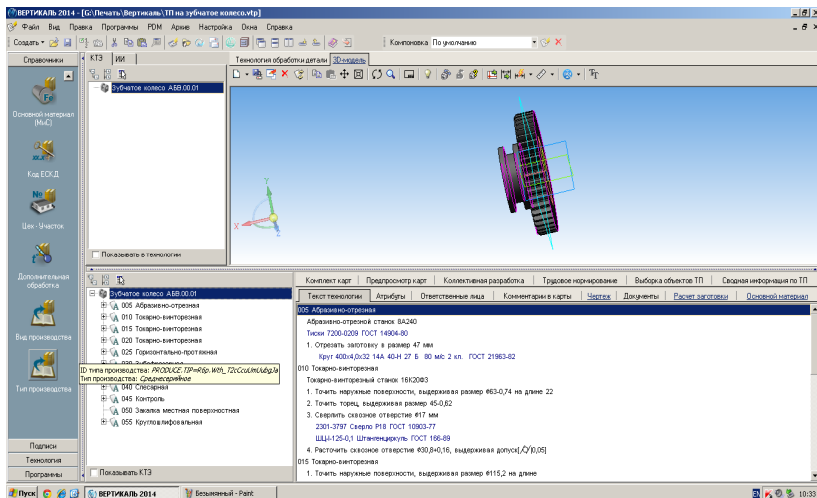 ВЕРТИКАЛЬ 2014 - [G:\Печать\Вертикаль\ТП на зубчатое колесо.vtp]
Файл Вид Правка Программы PDM Архив Настройка Окна Справка
Создать Компоновка По умолчанию
Справочники КТЭ ИИ Технология обработки детали 3D-модель
Зубчатое колесо АБВ.00.01
Основной материал (МиС)
Код ЕСКД
Цех - Участок
Дополнительная обработка
Вид производства
Тип производства
Подписи
Технология
Программы
Y
X
Показывать в технологии
Зубчатое колесо АБВ.00.01
005 Абразивно-отрезная
010 Токарно-винторезная
015 Токарно-винторезная
020 Токарно-винторезная
025 Горизонтально-протяжная
ID типа производства: PRODUCE.TIP=R6p.Wth_T2cCcuUmUubgJa
Тип производства: Среднесерийное
040 Слесарная
045 Контроль
050 Закалка местная поверхностная
055 Круглошлифовальная
Показывать КТЭ
Комплект карт Предпросмотр карт Коллективная разработка Трудовое нормирование Выборка объектов ТП Сводная информация по ТП
Текст технологии Атрибуты Ответственные лица Комментарии в карты Чертеж Документы Расчет заготовки Основной материал
005 Абразивно-отрезная
Абразивно-отрезной станок 8А240
Тиски 7200-0209 ГОСТ 14904-80
1. Отрезать заготовку в размер 47 мм
Круг 400х4,0х32 14А 40-Н 27 Б 80 м/с 2 кл. ГОСТ 21963-82
010 Токарно-винторезная
Токарно-винторезный станок 16К20Ф3
1. Точить наружные поверхности, выдерживая размер ϕ63-0,74 на длине 22
2. Точить торец, выдерживая размер 45-0,62
3. Сверлить сквозное отверстие ϕ17 мм
2301-3797 Сверло Р18 ГОСТ 10903-77
ШЦ-I-125-0,1 Штангенциркуль ГОСТ 166-89
4. Расточить сквозное отверстие ϕ30,8+0,16, выдерживая допуск[⌭/0,05]
015 Токарно-винторезная
1. Точить наружные поверхности, выдерживая размер ϕ115,2 на длине
Пуск ВЕРТИКАЛЬ 2014 Безымянный - Paint 10:33